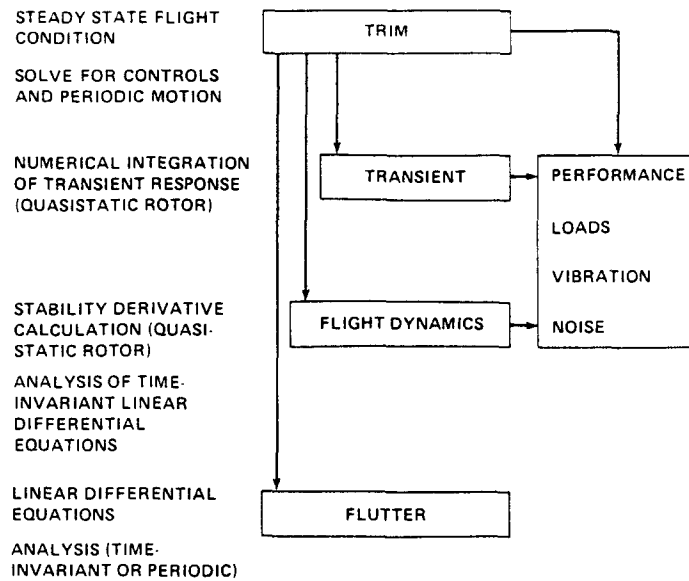 STEADY STATE FLIGHT
CONDITION
TRIM
SOLVE FOR CONTROLS
AND PERIODIC MOTION
NUMERICAL INTEGRATION
OF TRANSIENT RESPONSE
(QUASISTATIC ROTOR)
TRANSIENT
PERFORMANCE
LOADS
VIBRATION
NOISE
STABILITY DERIVATIVE
CALCULATION (QUASI-
STATIC ROTOR)
FLIGHT DYNAMICS
ANALYSIS OF TIME-
INVARIANT LINEAR
DIFFERENTIAL
EQUATIONS
LINEAR DIFFERENTIAL
EQUATIONS
FLUTTER
ANALYSIS (TIME-
INVARIANT OR PERIODIC)